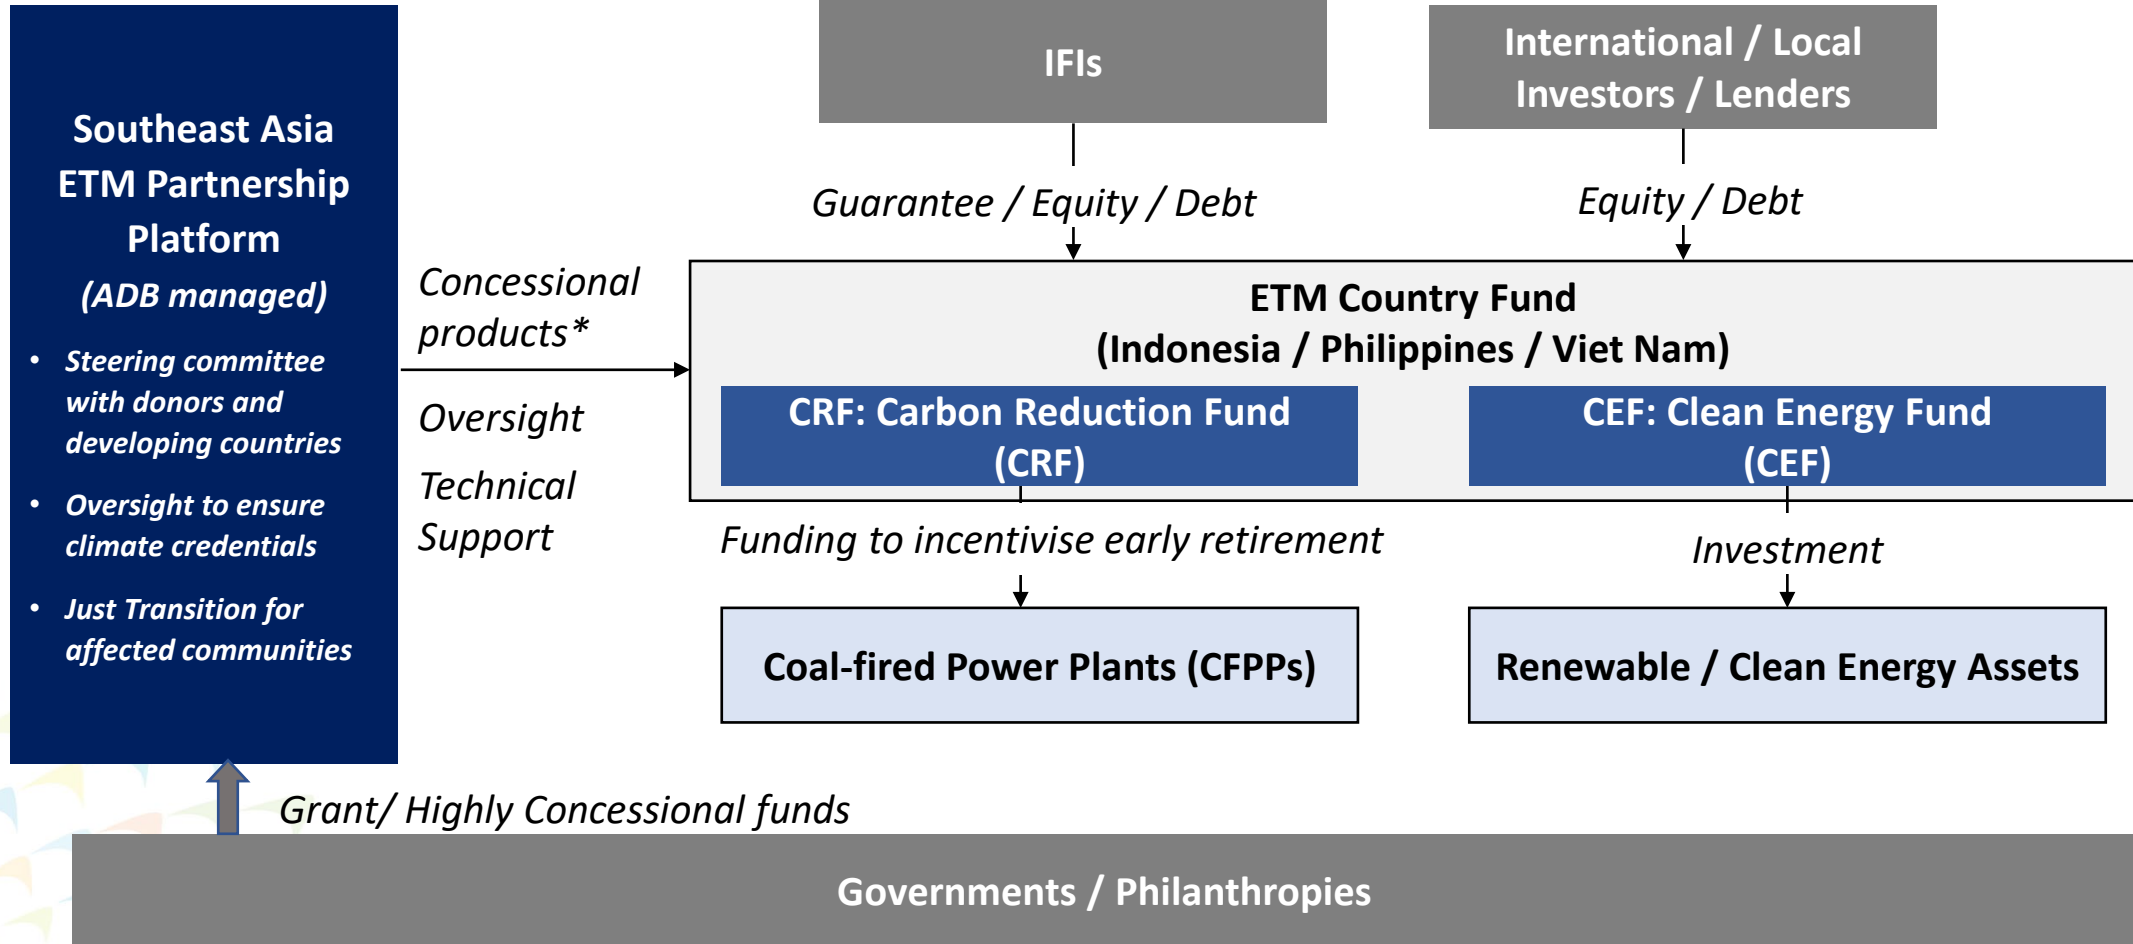 Southeast Asia
ETM Partnership
Platform
(ADB managed)
• Steering committee
with donors and
developing countries
• Oversight to ensure
climate credentials
• Just Transition for
affected communities
IFIs
International / Local
Investors / Lenders
Guarantee / Equity / Debt
Equity / Debt
Concessional
products*
Oversight
Technical
Support
ETM Country Fund
(Indonesia / Philippines / Viet Nam)
CRF: Carbon Reduction Fund
(CRF)
CEF: Clean Energy Fund
(CEF)
Funding to incentivise early retirement
Investment
Coal-fired Power Plants (CFPPs)
Renewable / Clean Energy Assets
Grant/ Highly Concessional funds
Governments / Philanthropies